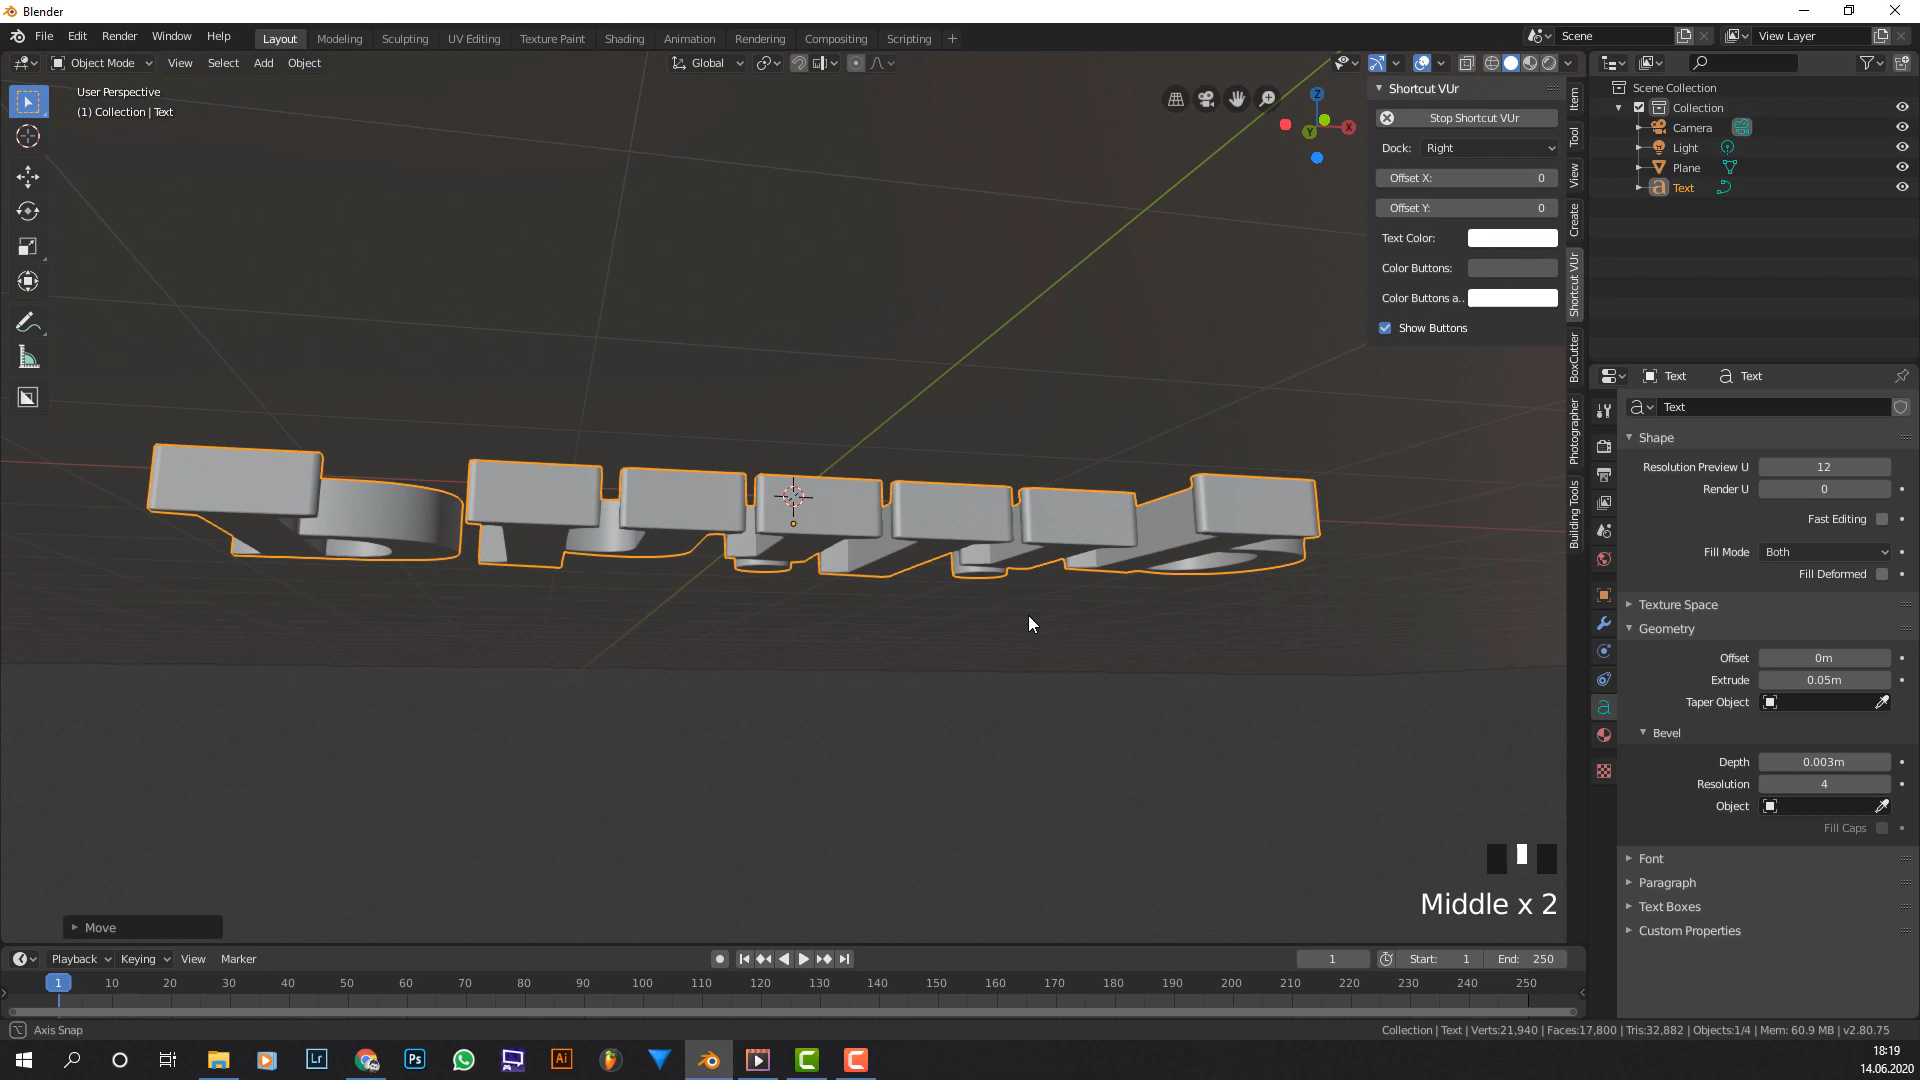 Blender
File Edit Render Window Help
Layout Modeling Sculpting UV Editing Texture Paint Shading Animation Rendering Compositing Scripting +
Scene
View Layer
Object Mode View Select Add Object
Global
User Perspective
(1) Collection | Text
Z
X
Y
Shortcut VUr
Stop Shortcut VUr
Dock: Right
Offset X: 0
Offset Y: 0
Text Color:
Color Buttons:
Color Buttons a..
Show Buttons
Item
Tool
View
Create
Shortcut VUr
BoxCutter
Photographer
Building Tools
Scene Collection
Collection
Camera
Light
Plane
Text
Text Text
Text
Shape
Resolution Preview U 12
Render U 0
Fast Editing
Fill Mode Both
Fill Deformed
Texture Space
Geometry
Offset 0m
Extrude 0.05m
Taper Object
Bevel
Depth 0.003m
Resolution 4
Object
Fill Caps
Font
Paragraph
Text Boxes
Custom Properties
Middle x 2
Move
Playback Keying View Marker
1 Start: 1 End: 250
1 10 20 30 40 50 60 70 80 90 100 110 120 130 140 150 160 170 180 190 200 210 220 230 240 250
Axis Snap
Collection | Text | Verts:21,940 | Faces:17,800 | Tris:32,882 | Objects:1/4 | Mem: 60.9 MB | v2.80.75
Lr Ps Ai C C
18:19
14.06.2020